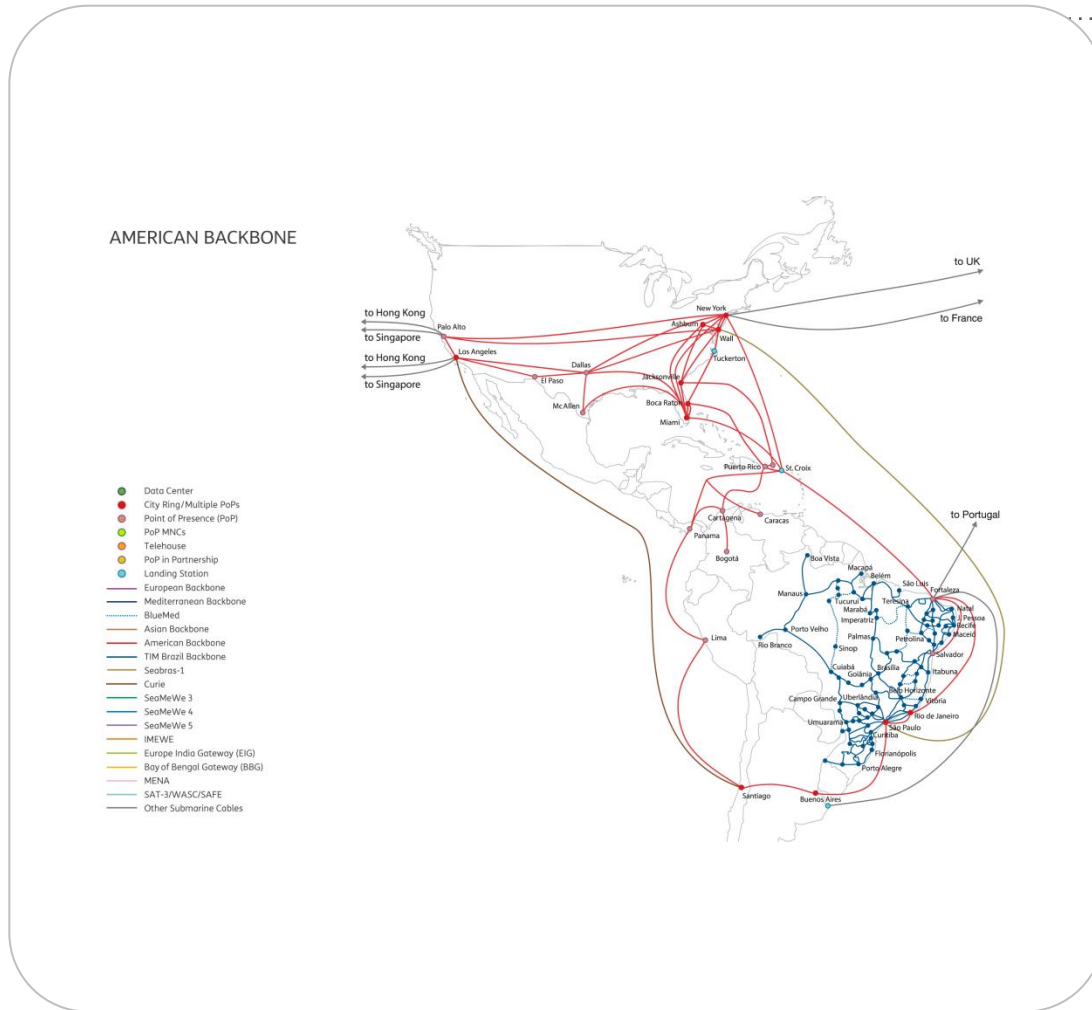 AMERICAN BACKBONE
to UK
to France
to Hong Kong
to Singapore
to Hong Kong
to Singapore
Palo Alto
Los Angeles
New York
Ashburn
Wall
Tuckerton
Dallas
El Paso
Mc Allen
Jacksonville
Boca Raton
Miami
Puerto Rico
St. Croix
Cartagena
Caracas
Panama
Bogotá
to Portugal
Boa Vista
Macapá
Belém
São Luis
Fortaleza
Manaus
Tucurui
Teresina
Marabá
Imperatriz
Natal
J. Pessoa
Recife
Maceió
Petrolina
Palmas
Porto Velho
Rio Branco
Lima
Sinop
Salvador
Cuiabá
Brasília
Goiânia
Itabuna
Campo Grande
Uberlândia
Belo Horizonte
Vitória
Umuarama
Rio de Janeiro
São Paulo
Curitiba
Florianópolis
Porto Alegre
Santiago
Buenos Aires
Data Center
City Ring/Multiple PoPs
Point of Presence (PoP)
PoP MNCs
Telehouse
PoP in Partnership
Landing Station
European Backbone
Mediterranean Backbone
BlueMed
Asian Backbone
American Backbone
TIM Brazil Backbone
Seabras-1
Curie
SeaMeWe 3
SeaMeWe 4
SeaMeWe 5
IMEWE
Europe India Gateway (EIG)
Bay of Bengal Gateway (BBG)
MENA
SAT-3/WASC/SAFE
Other Submarine Cables